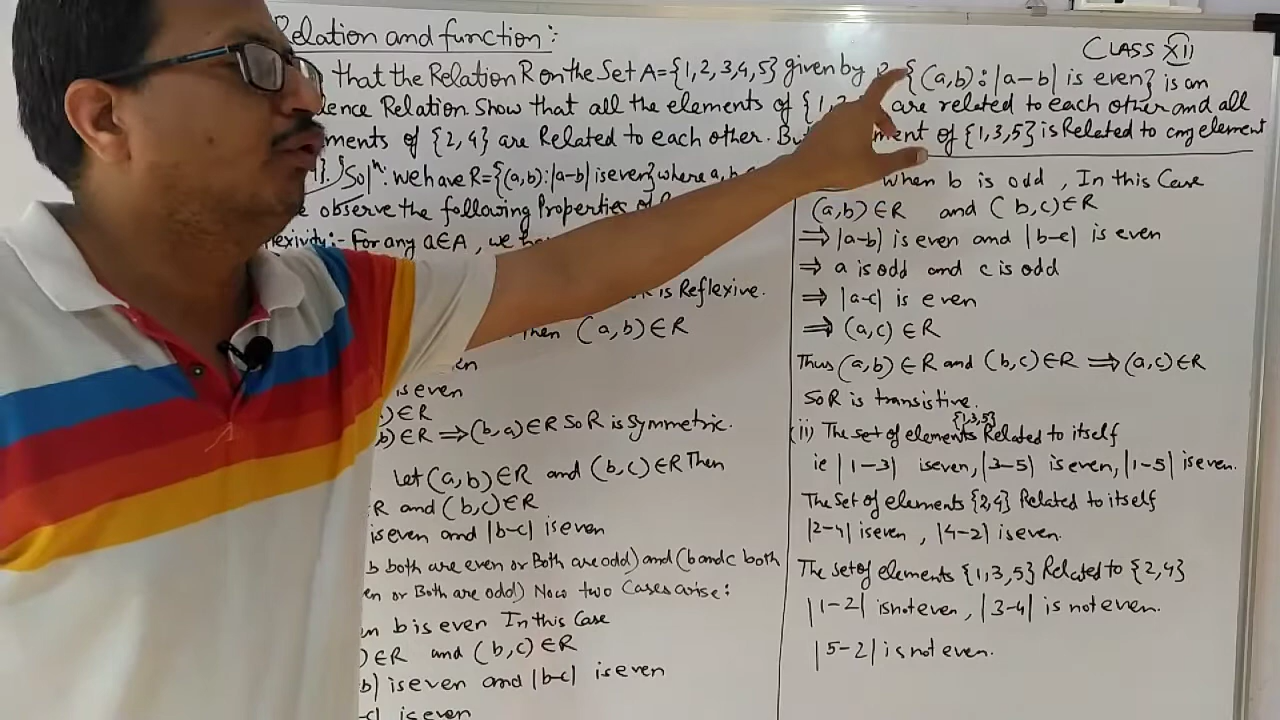 Relation and function:
CLASS XII
that the Relation R on the Set A={1,2,3,4,5} given by R={(a,b):|a-b| is even} is an
ence Relation. Show that all the elements of {1, are related to each other and all
ments of {2,4} are Related to each other. But ment of {1,3,5} is Related to any element
Solⁿ: we have R={(a,b):|a-b| is even} where a,b
observe the following Properties of
exivity:- For any a∈A, we
is Reflexive.
Then (a,b)∈R
en
is even
)∈R
b)∈R ⟹(b,a)∈R So R is symmetric.
Let (a,b)∈R and (b,c)∈R Then
R and (b,c)∈R
is even and |b-c| is even
b both are even or Both are odd) and (b and c both
en or Both are odd) Now two Cases arise:
n b is even In this Case
)∈R and (b,c)∈R
b| is even and |b-c| is even
-c| is even
when b is odd, In this Case
(a,b)∈R and (b,c)∈R
⟹ |a-b| is even and |b-c| is even
⟹ a is odd and c is odd
⟹ |a-c| is even
⟹ (a,c)∈R
Thus (a,b)∈R and (b,c)∈R ⟹(a,c)∈R
So R is transistive.
{1,3,5}
(ii) The set of elements Related to itself
ie |1-3| is even, |3-5| is even, |1-5| is even.
The set of elements {2,4} Related to itself
|2-4| is even, |4-2| is even.
The set of elements {1,3,5} Related to {2,4}
|1-2| is not even, |3-4| is not even.
|5-2| is not even.